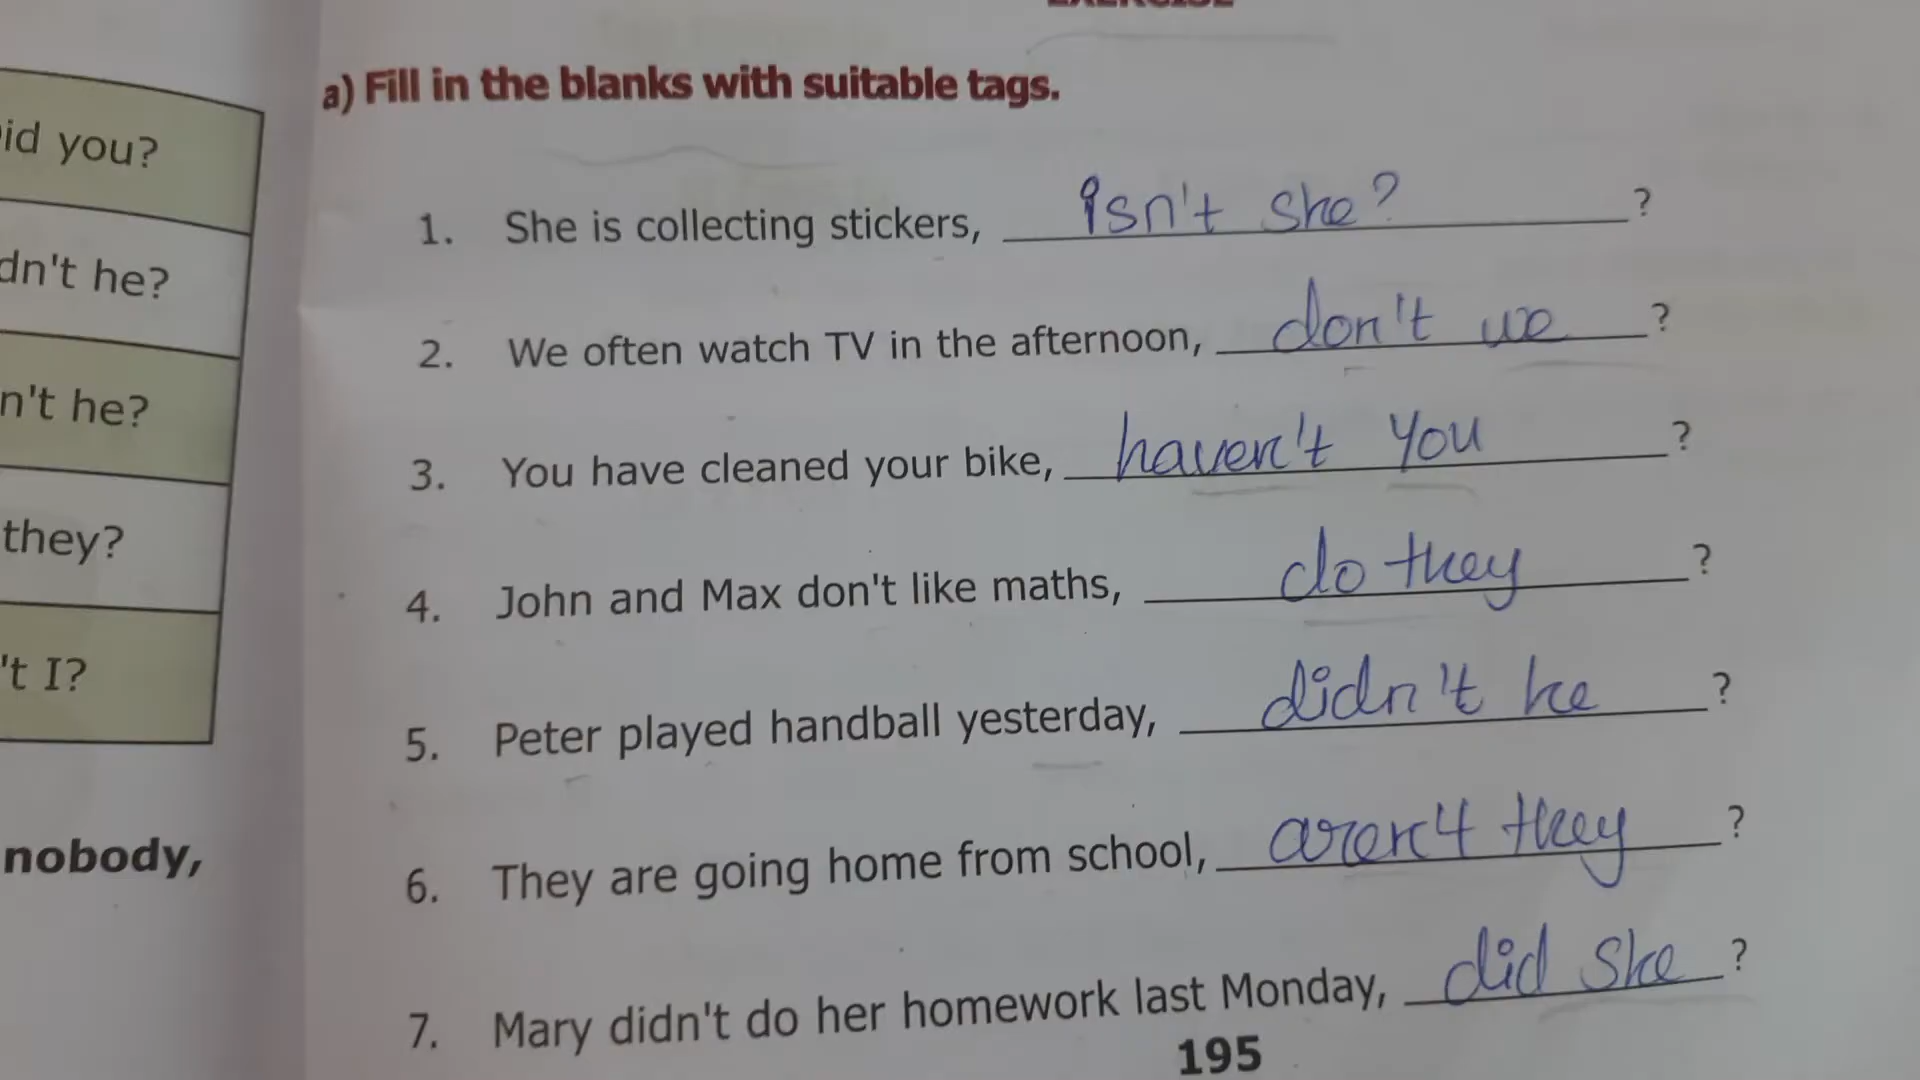 id you?
dn't he?
n't he?
they?
't I?
nobody,
a) Fill in the blanks with suitable tags.
1. She is collecting stickers, isn't she? ?
2. We often watch TV in the afternoon, don't we ?
3. You have cleaned your bike, haven't you ?
4. John and Max don't like maths, do they ?
5. Peter played handball yesterday, didn't he ?
6. They are going home from school, aren't they ?
7. Mary didn't do her homework last Monday, did she ?
195